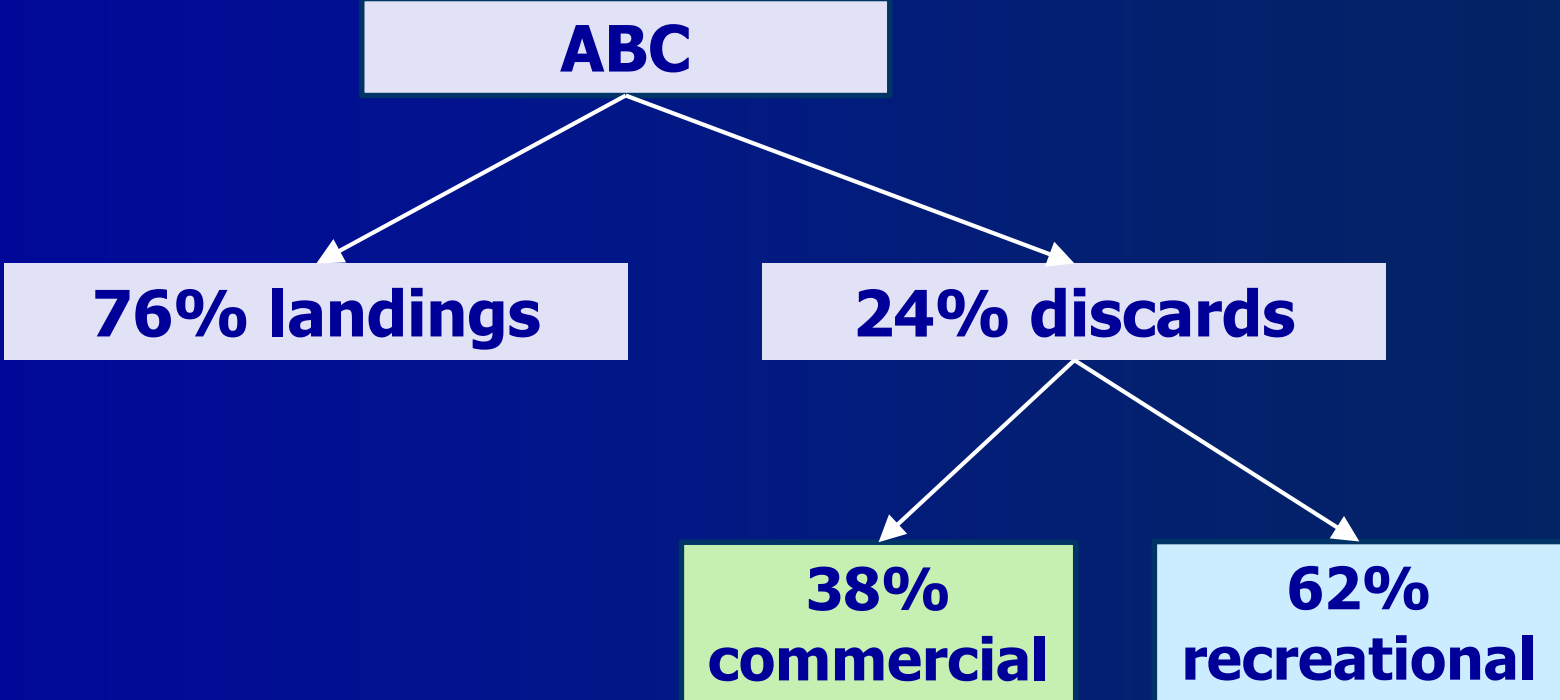 ABC
76% landings
24% discards
38%
commercial
62%
recreational